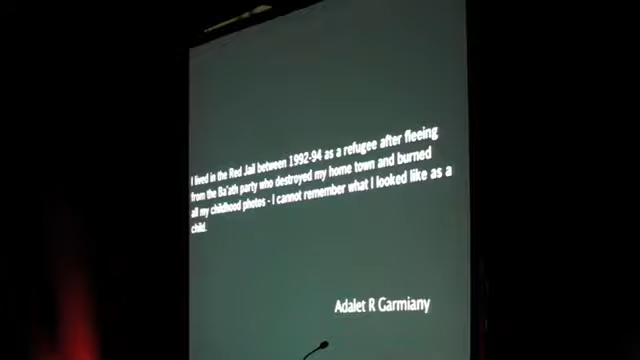 I lived in the Red Jail between 1992-94 as a refugee after fleeing
from the Ba'ath party who destroyed my home town and burned
all my childhood photos - I cannot remember what I looked like as a
child.
Adalet R Garmiany